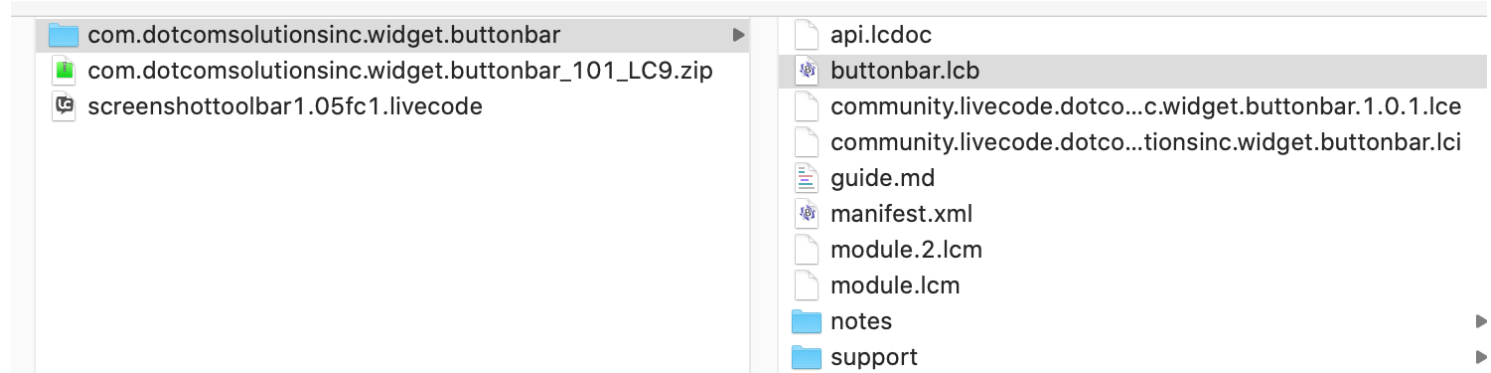 com.dotcomsolutionsinc.widget.buttonbar
com.dotcomsolutionsinc.widget.buttonbar_101_LC9.zip
screenshottoolbar1.05fc1.livecode
api.lcdoc
buttonbar.lcb
community.livecode.dotco...c.widget.buttonbar.1.0.1.lce
community.livecode.dotco...tionsinc.widget.buttonbar.lci
guide.md
manifest.xml
module.2.lcm
module.lcm
notes
support